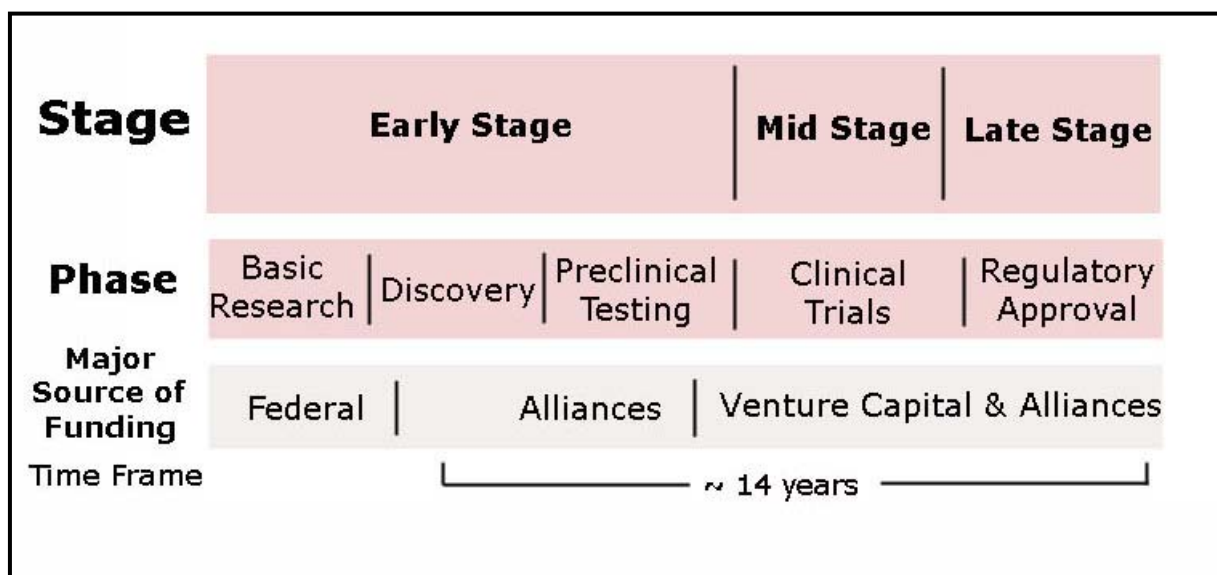 Stage
Early Stage
Mid Stage
Late Stage
Phase
Basic
Research
Discovery
Preclinical
Testing
Clinical
Trials
Regulatory
Approval
Major
Source of
Funding
Federal
Alliances
Venture Capital & Alliances
Time Frame
~ 14 years